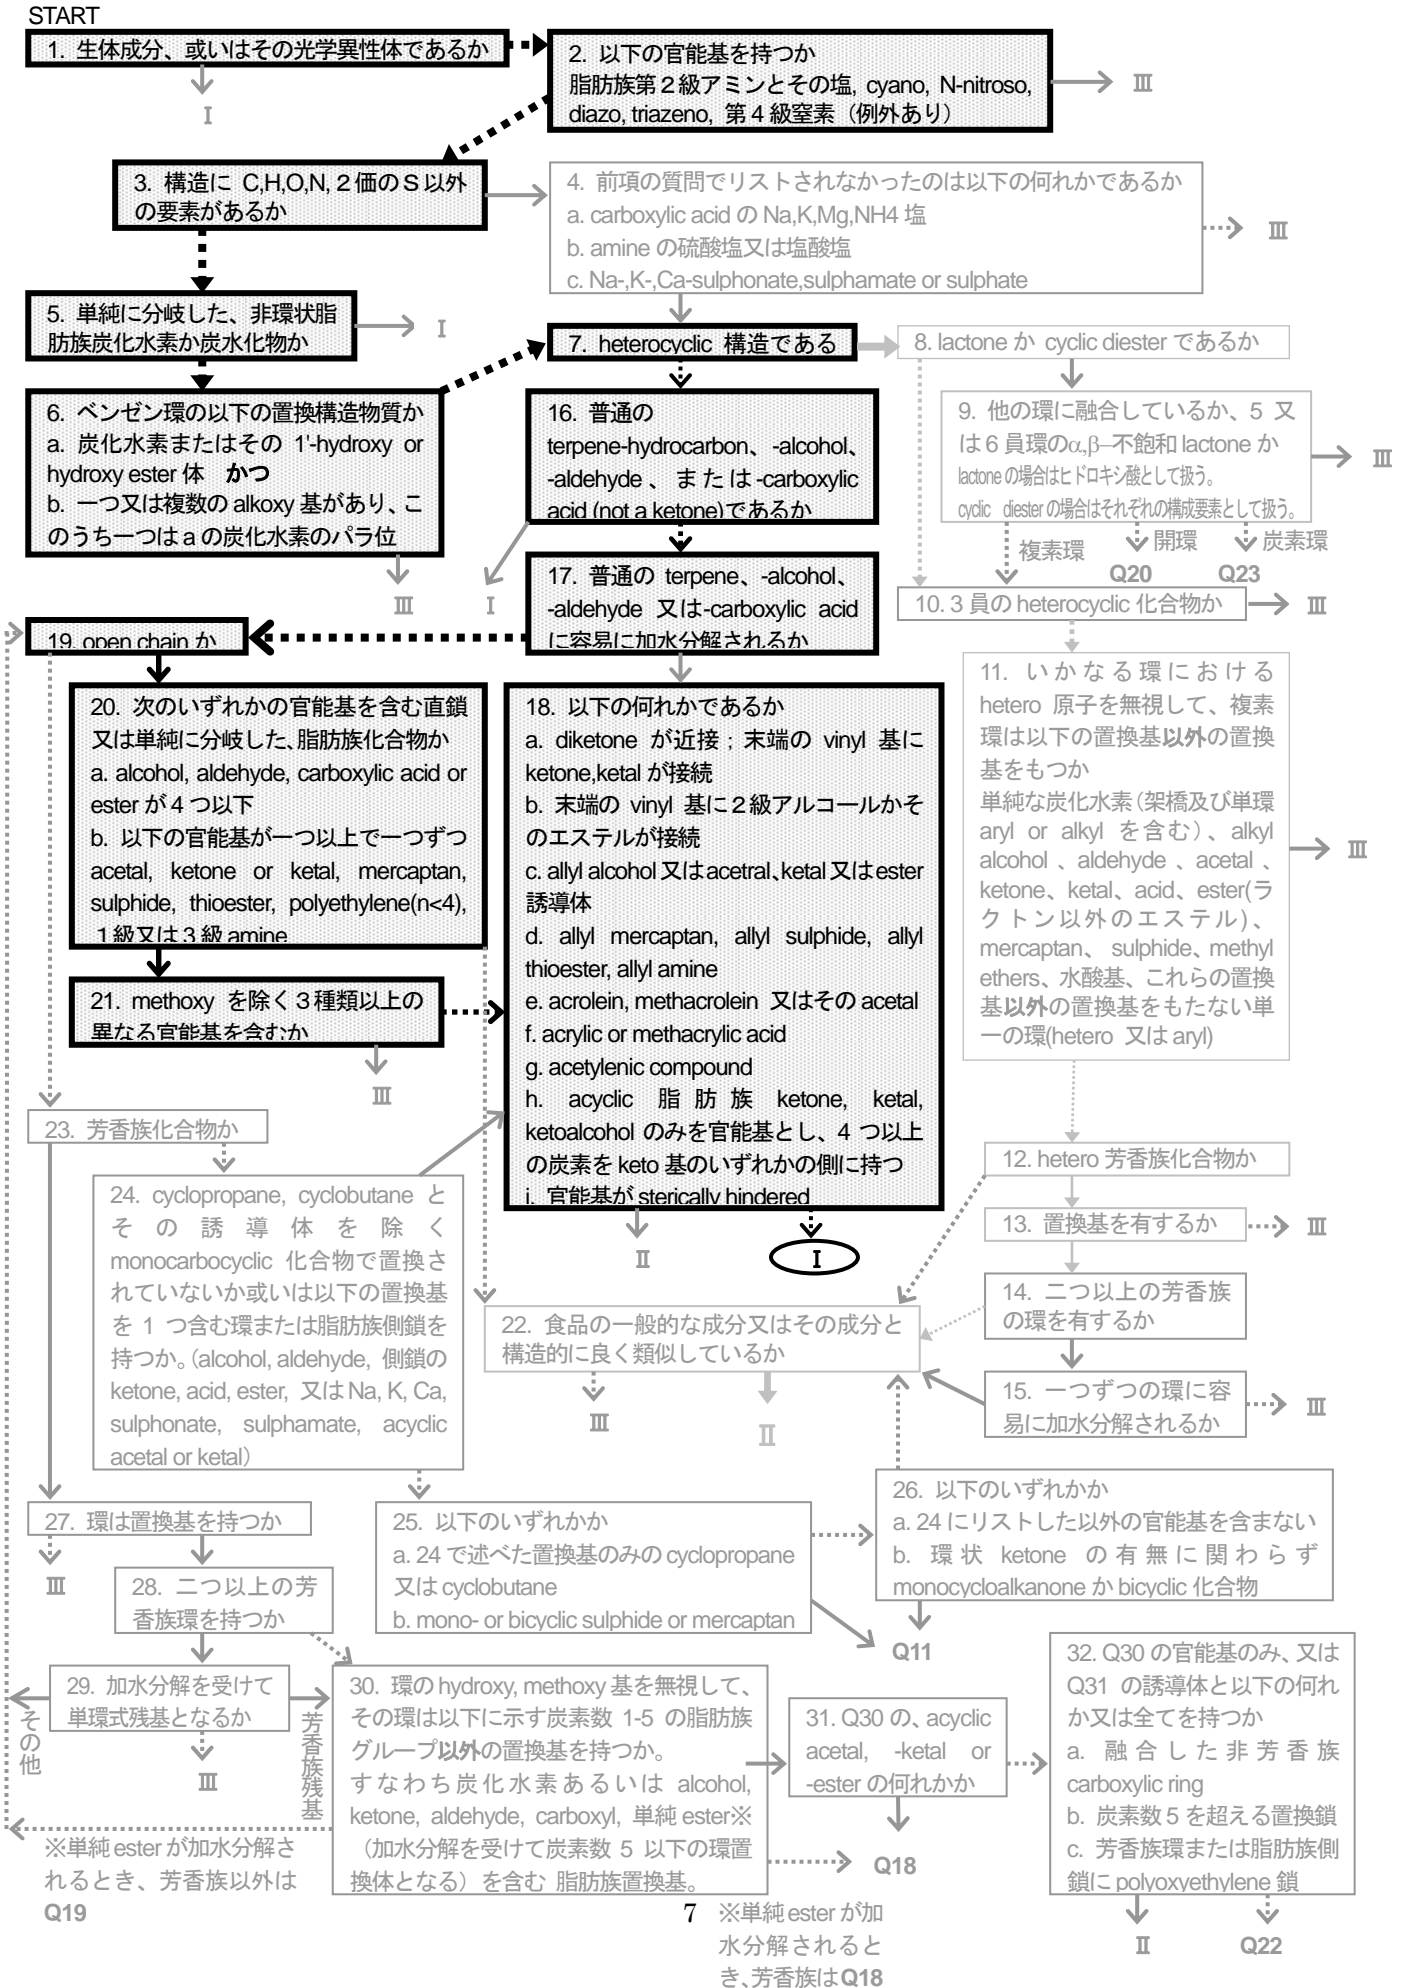 START
1. 生体成分、或いはその光学異性体であるか
I
2. 以下の官能基を持つか
脂肪族第２級アミンとその塩, cyano, N-nitroso,
diazo, triazeno, 第４級窒素（例外あり）
III
3. 構造に C,H,O,N,２価のＳ以外
の要素があるか
4. 前項の質問でリストされなかったのは以下の何れかであるか
a. carboxylic acid の Na,K,Mg,NH4 塩
b. amine の硫酸塩又は塩酸塩
c. Na-,K-,Ca-sulphonate,sulphamate or sulphate
III
5. 単純に分岐した、非環状脂
肪族炭化水素か炭水化物か
I
6. ベンゼン環の以下の置換構造物質か
a. 炭化水素またはその 1'-hydroxy or
hydroxy ester 体　かつ
b. 一つ又は複数の alkoxy 基があり、こ
のうち一つは a の炭化水素のパラ位
III
7. heterocyclic 構造である
8. lactone か cyclic diester であるか
9. 他の環に融合しているか、5 又
は 6 員環のα,β–不飽和 lactone か
lactone の場合はヒドロキシ酸として扱う。
cyclic diester の場合はそれぞれの構成要素として扱う。
III
複素環
開環
炭素環
Q20
Q23
10. 3 員の heterocyclic 化合物か
III
16. 普通の
terpene-hydrocarbon、-alcohol、
-aldehyde 、または-carboxylic
acid (not a ketone)であるか
I
17. 普通の terpene、-alcohol、
-aldehyde 又は-carboxylic acid
に容易に加水分解されるか
19. open chain か
20. 次のいずれかの官能基を含む直鎖
又は単純に分岐した、脂肪族化合物か
a. alcohol, aldehyde, carboxylic acid or
ester が４つ以下
b. 以下の官能基が一つ以上で一つずつ
acetal, ketone or ketal, mercaptan,
sulphide, thioester, polyethylene(n<4),
１級又は３級 amine
21. methoxy を除く３種類以上の
異なる官能基を含むか
III
18. 以下の何れかであるか
a. diketone が近接；末端の vinyl 基に
ketone,ketal が接続
b. 末端の vinyl 基に２級アルコールかそ
のエステルが接続
c. allyl alcohol 又は acetral、ketal 又は ester
誘導体
d. allyl mercaptan, allyl sulphide, allyl
thioester, allyl amine
e. acrolein, methacrolein 又はその acetal
f. acrylic or methacrylic acid
g. acetylenic compound
h. acyclic 脂肪族 ketone, ketal,
ketoalcohol のみを官能基とし、4 つ以上
の炭素を keto 基のいずれかの側に持つ
i. 官能基が sterically hindered
II
I
11. いかなる環における
hetero 原子を無視して、複素
環は以下の置換基以外の置換
基をもつか
単純な炭化水素（架橋及び単環
aryl or alkyl を含む）、alkyl
alcohol 、aldehyde 、acetal 、
ketone、ketal、acid、ester(ラ
クトン以外のエステル)、
mercaptan、 sulphide、methyl
ethers、水酸基、これらの置換
基以外の置換基をもたない単
一の環(hetero 又は aryl)
III
12. hetero 芳香族化合物か
13. 置換基を有するか
III
14. 二つ以上の芳香族
の環を有するか
15. 一つずつの環に容
易に加水分解されるか
III
22. 食品の一般的な成分又はその成分と
構造的に良く類似しているか
III
II
23. 芳香族化合物か
24. cyclopropane, cyclobutane と
その誘導体を除く
monocarbocyclic 化合物で置換さ
れていないか或いは以下の置換基
を 1 つ含む環または脂肪族側鎖を
持つか。（alcohol, aldehyde, 側鎖の
ketone, acid, ester, 又は Na, K, Ca,
sulphonate, sulphamate, acyclic
acetal or ketal）
25. 以下のいずれかか
a. 24 で述べた置換基のみの cyclopropane
又は cyclobutane
b. mono- or bicyclic sulphide or mercaptan
26. 以下のいずれかか
a. 24 にリストした以外の官能基を含まない
b. 環状 ketone の有無に関わらず
monocycloalkanone か bicyclic 化合物
Q11
27. 環は置換基を持つか
III
28. 二つ以上の芳
香族環を持つか
29. 加水分解を受けて
単環式残基となるか
その他
芳香族残基
III
30. 環の hydroxy, methoxy 基を無視して、
その環は以下に示す炭素数 1-5 の脂肪族
グループ以外の置換基を持つか。
すなわち炭化水素あるいは alcohol,
ketone, aldehyde, carboxyl, 単純 ester※
（加水分解を受けて炭素数 5 以下の環置
換体となる）を含む 脂肪族置換基。
31. Q30 の、acyclic
acetal, -ketal or
-ester の何れかか
Q18
Q18
32. Q30 の官能基のみ、又は
Q31 の誘導体と以下の何れ
か又は全てを持つか
a. 融合した非芳香族
carboxylic ring
b. 炭素数 5 を超える置換鎖
c. 芳香族環または脂肪族側
鎖に polyoxyethylene 鎖
II
Q22
※単純 ester が加水分解さ
れるとき、芳香族以外は
Q19
7
※単純 ester が加
水分解されると
き、芳香族は Q18